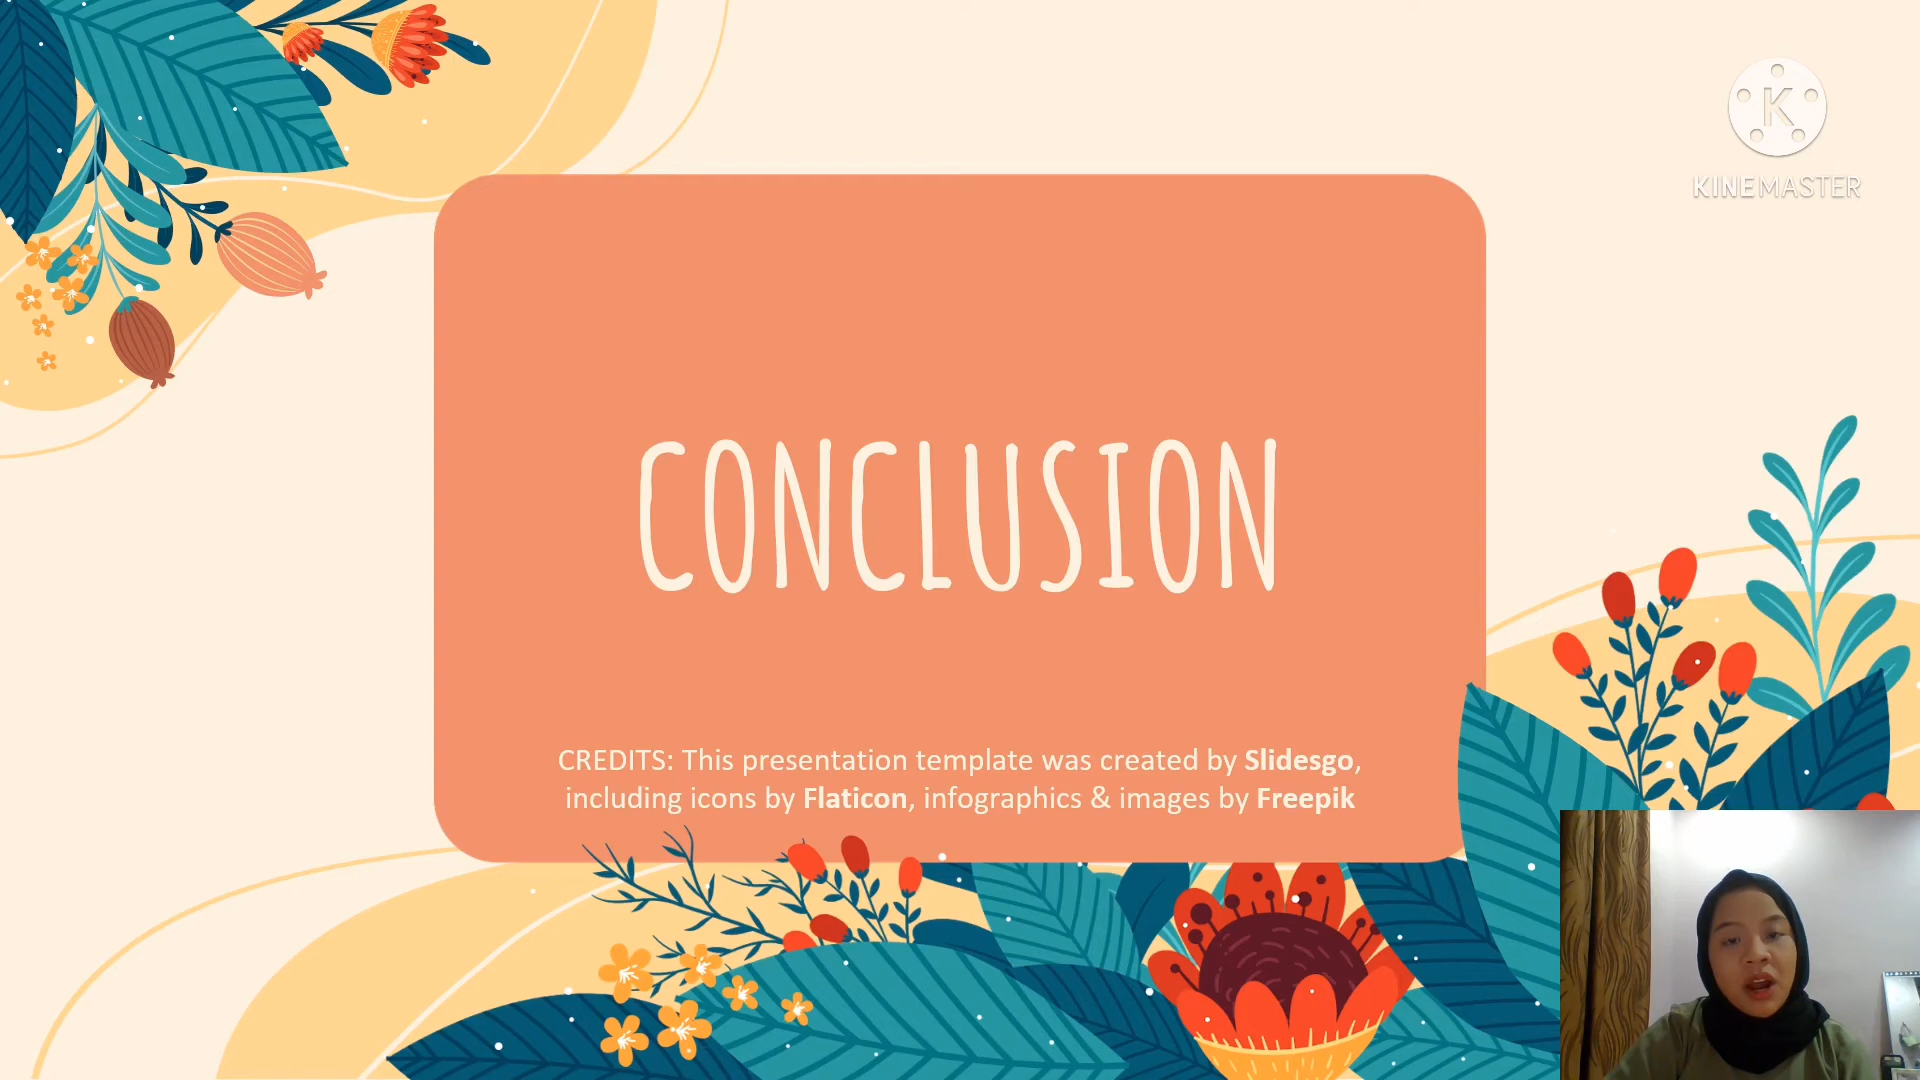 K
KINEMASTER
CONCLUSION
CREDITS: This presentation template was created by Slidesgo,
including icons by Flaticon, infographics & images by Freepik